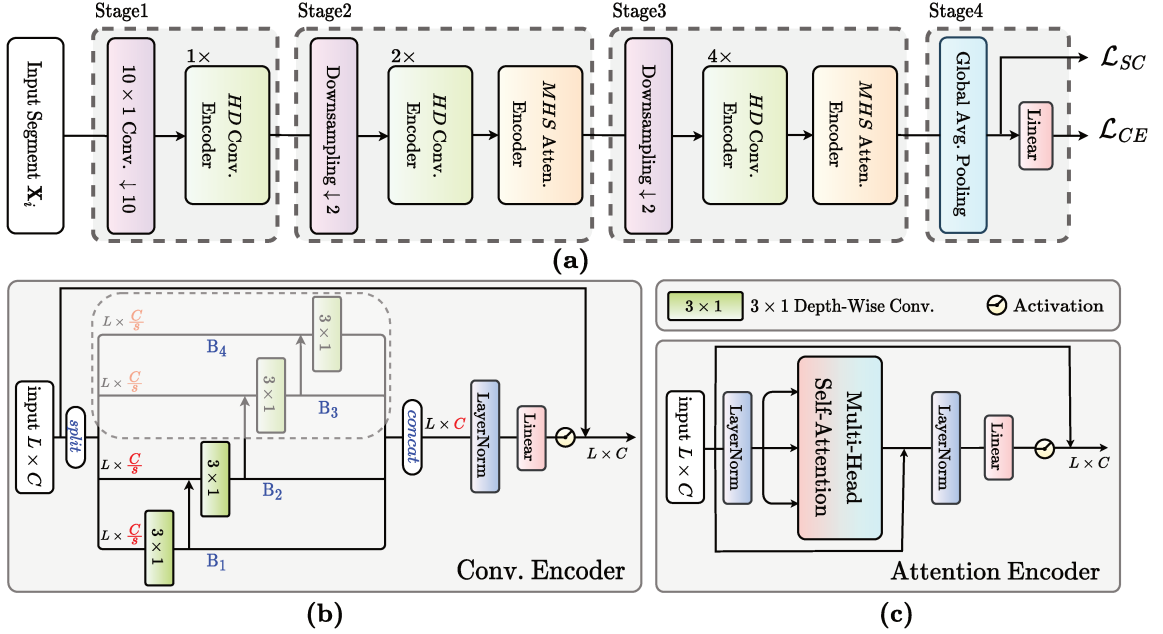 Stage1
Stage2
Stage3
Stage4
Input Segment X_i
10 × 1 Conv. ↓ 10
1×
HD Conv.
Encoder
Downsampling ↓ 2
2×
HD Conv.
Encoder
MHS Atten.
Encoder
Downsampling ↓ 2
4×
HD Conv.
Encoder
MHS Atten.
Encoder
Global Avg. Pooling
Linear
ℒ_SC
ℒ_CE
(a)
input L × C
split
L × C/s
B4
3 × 1
L × C/s
B3
3 × 1
L × C/s
B2
3 × 1
L × C/s
B1
3 × 1
concat
L × C
LayerNorm
Linear
L × C
Conv. Encoder
(b)
3 × 1
3 × 1 Depth-Wise Conv.
Activation
input L × C
LayerNorm
Multi-Head
Self-Attention
LayerNorm
Linear
L × C
Attention Encoder
(c)